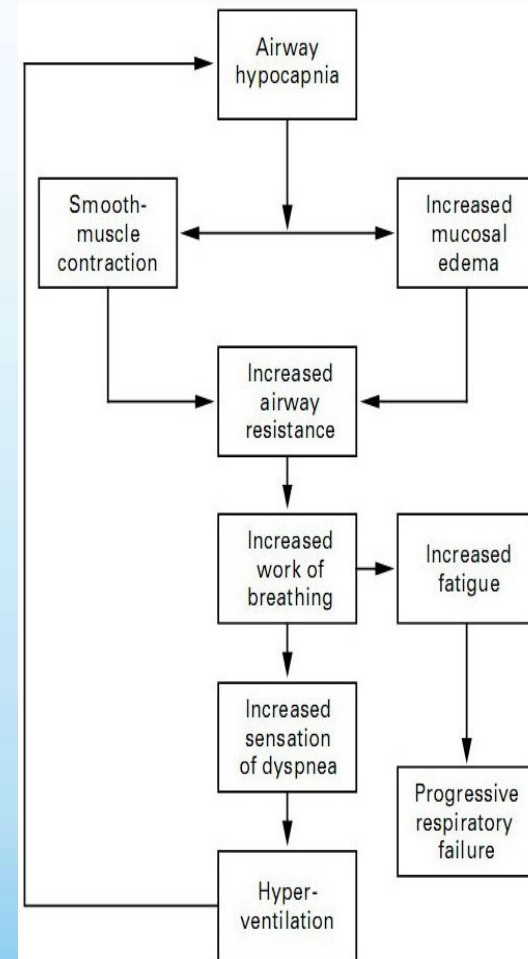 Airway
hypocapnia
Smooth-
muscle
contraction
Increased
mucosal
edema
Increased
airway
resistance
Increased
work of
breathing
Increased
fatigue
Increased
sensation
of dyspnea
Progressive
respiratory
failure
Hyper-
ventilation